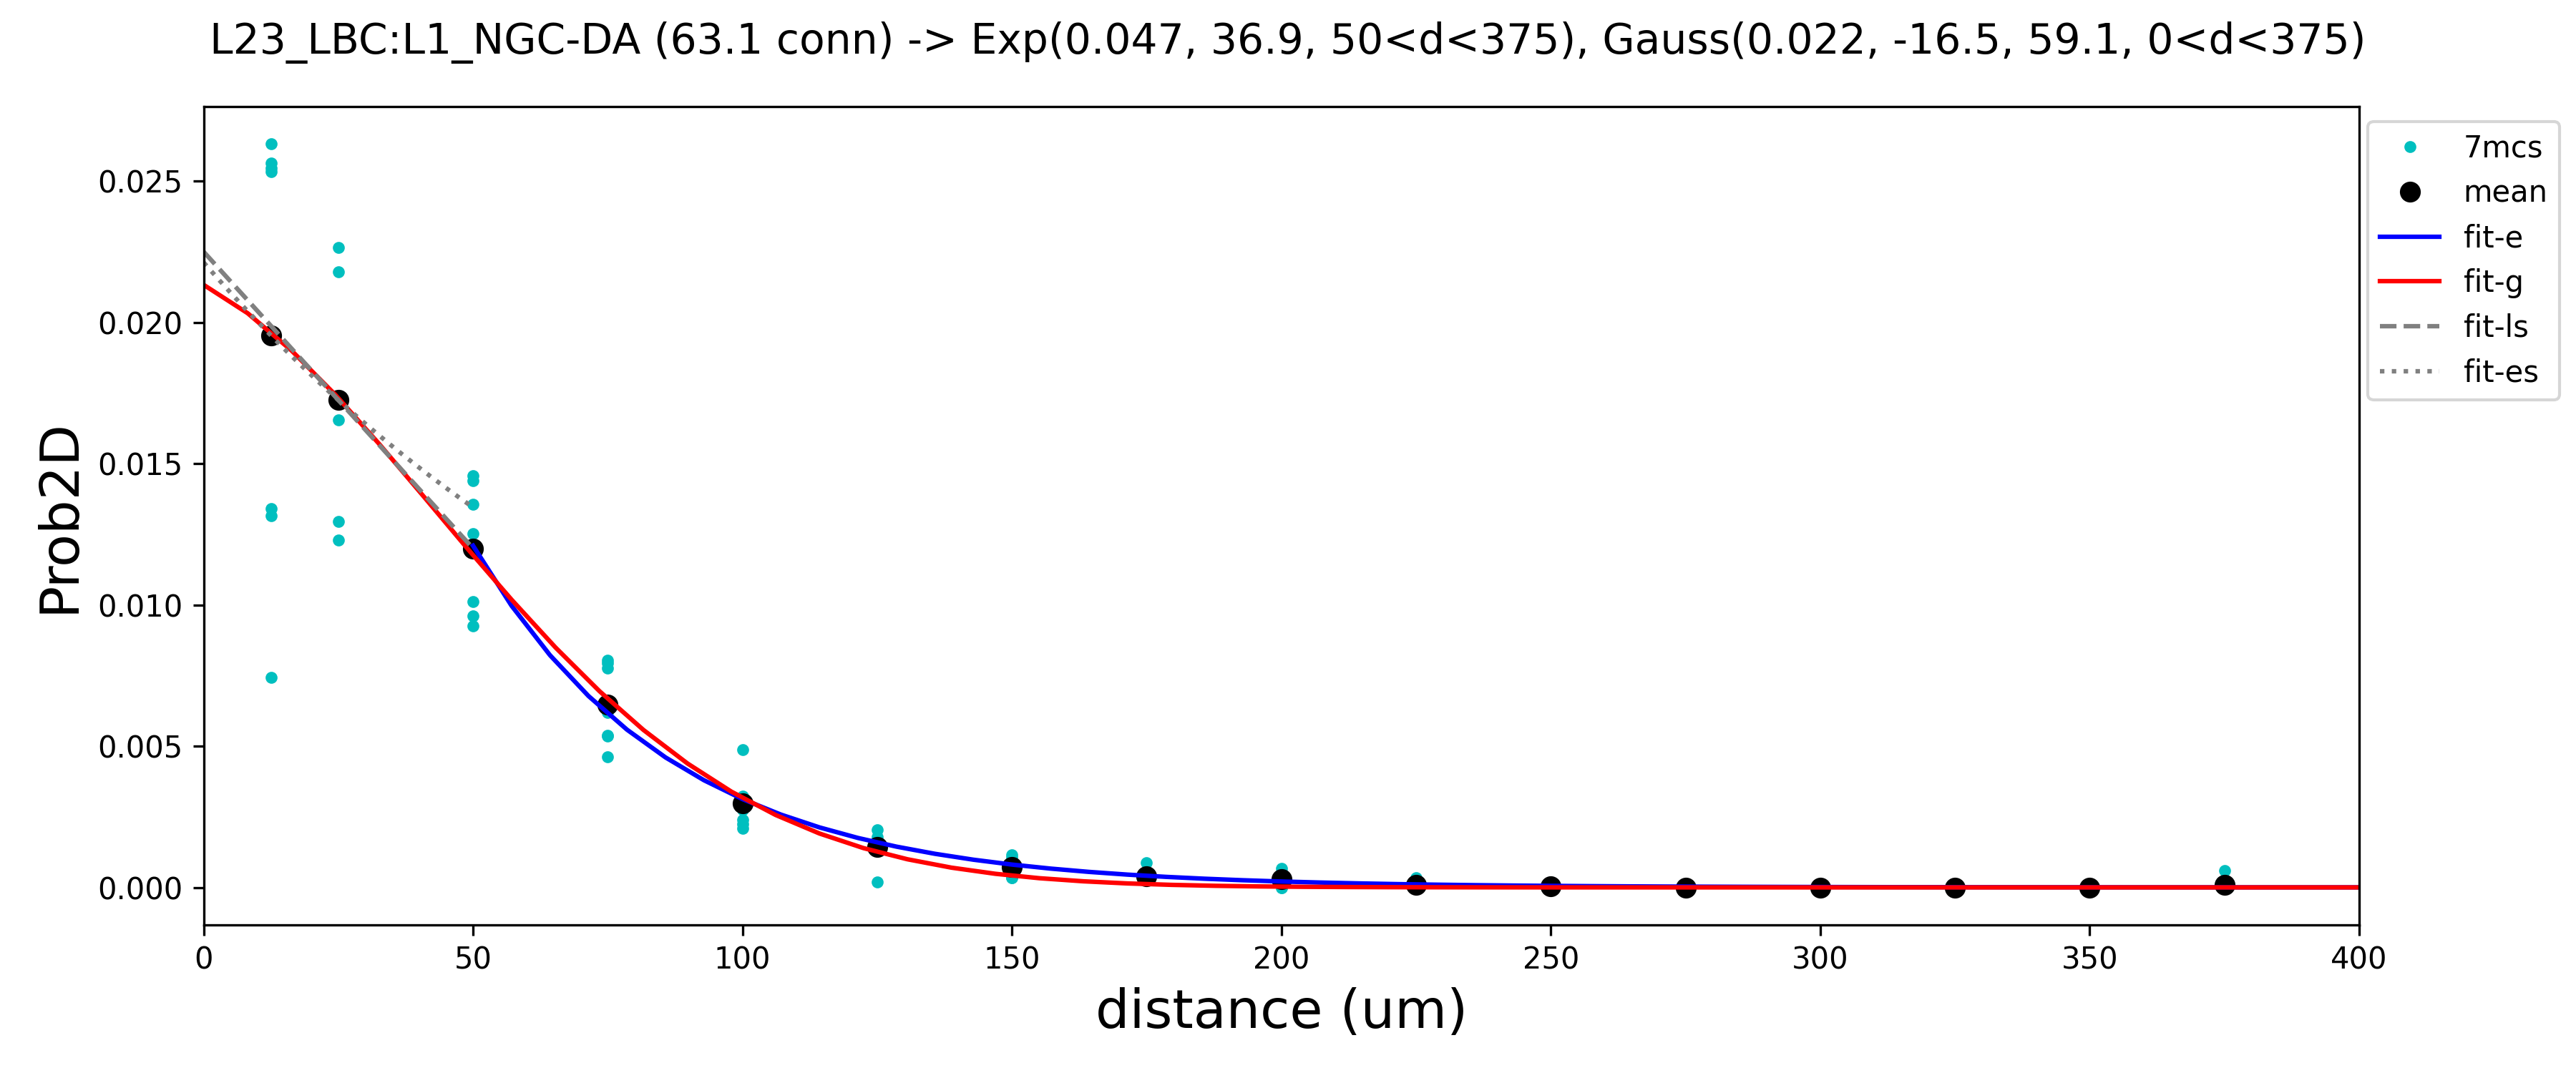 L23_LBC:L1_NGC-DA (63.1 conn) -> Exp(0.047, 36.9, 50<d<375), Gauss(0.022, -16.5, 59.1, 0<d<375)
Prob2D
0.025
0.020
0.015
0.010
0.005
0.000
0 50 100 150 200 250 300 350 400
distance (um)
7mcs
mean
fit-e
fit-g
fit-ls
fit-es